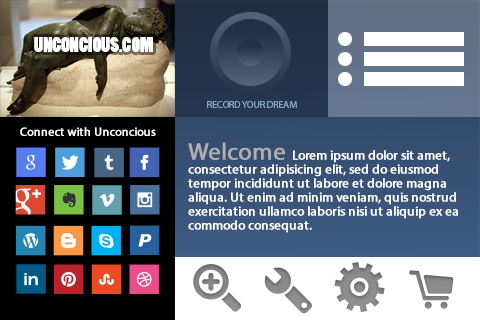 UNCONCIOUS.COM
RECORD YOUR DREAM
Connect with Unconcious
g t f
g+
W B S P
in
Welcome Lorem ipsum dolor sit amet,
consectetur adipisicing elit, sed do eiusmod
tempor incididunt ut labore et dolore magna
aliqua. Ut enim ad minim veniam, quis nostrud
exercitation ullamco laboris nisi ut aliquip ex ea
commodo consequat.